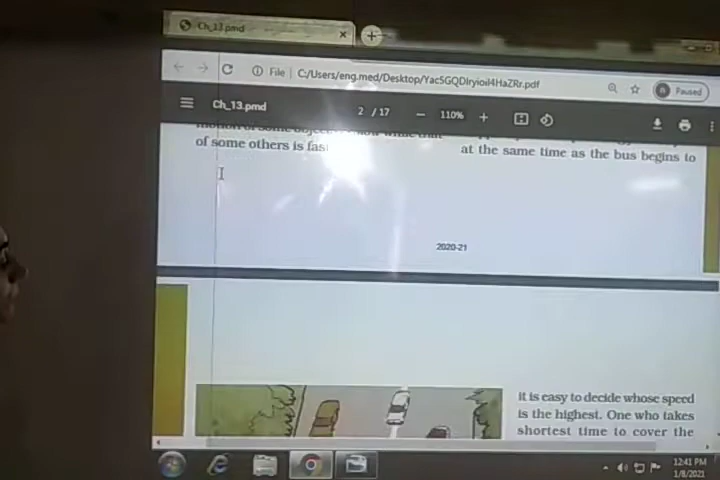 Ch_13.pmd
File
C:/Users/eng.med/Desktop/Yac5GQDIryioil4HaZRr.pdf
Paused
Ch_13.pmd
2 / 17
110%
of some others is fas
at the same time as the bus begins to
2020-21
It is easy to decide whose speed
is the highest. One who takes
shortest time to cover the
12:41 PM
1/8/2021